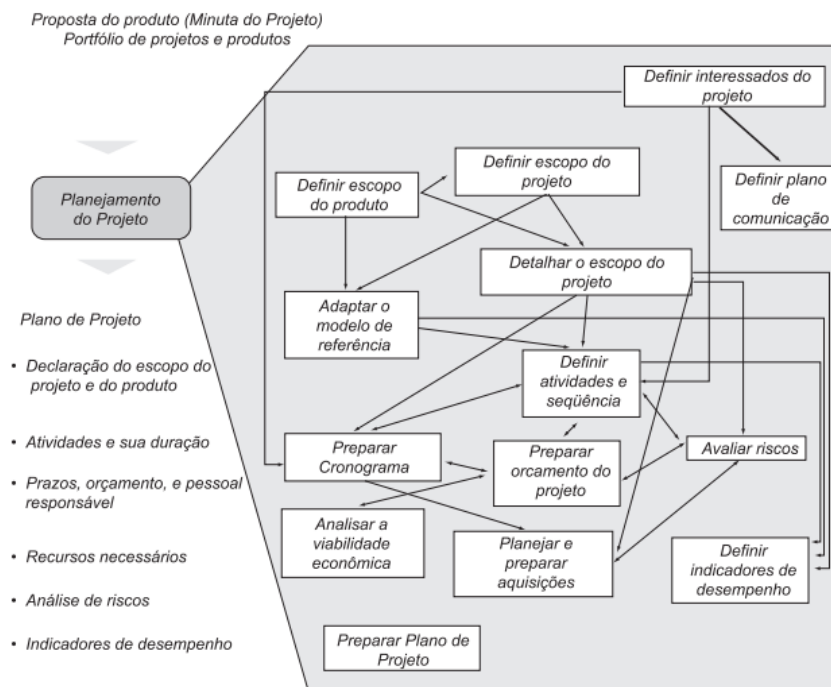 Proposta do produto (Minuta do Projeto)
Portfólio de projetos e produtos
Planejamento
do Projeto
Plano de Projeto
• Declaração do escopo do
projeto e do produto
• Atividades e sua duração
• Prazos, orçamento, e pessoal
responsável
• Recursos necessários
• Análise de riscos
• Indicadores de desempenho
Definir interessados do
projeto
Definir escopo do
projeto
Definir escopo
do produto
Definir plano
de
comunicação
Detalhar o escopo do
projeto
Adaptar o
modelo de
referência
Definir
atividades e
seqüência
Preparar
Cronograma
Preparar
orcamento do
projeto
Avaliar riscos
Analisar a
viabilidade
econômica
Planejar e
preparar
aquisições
Definir
indicadores de
desempenho
Preparar Plano de
Projeto